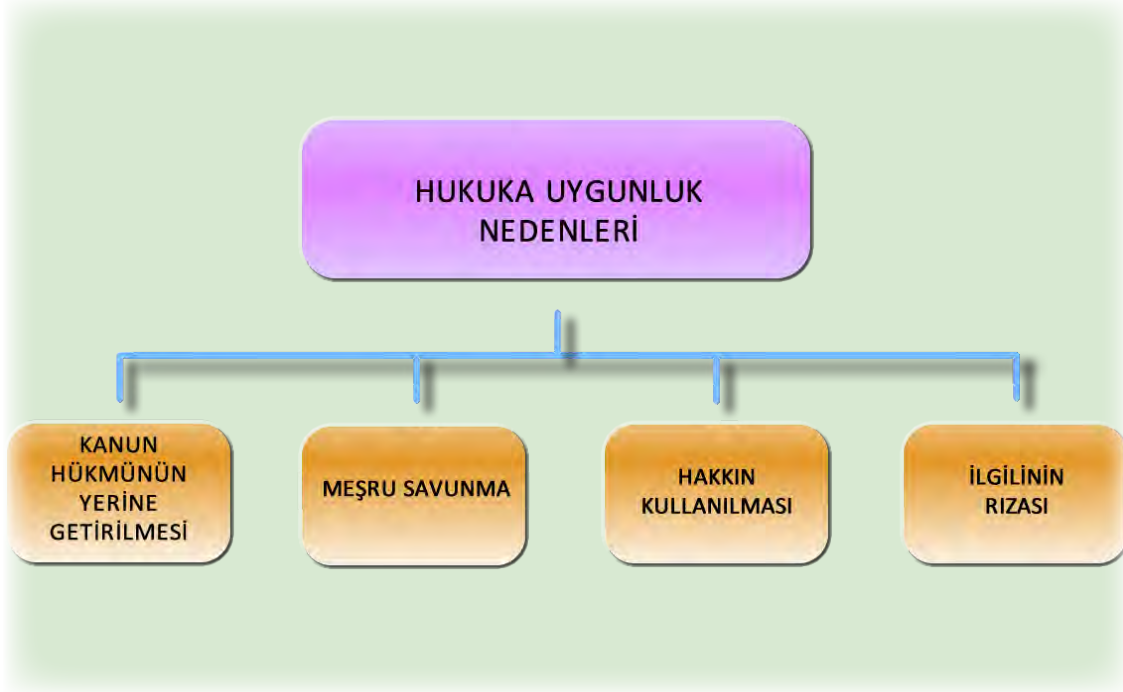 HUKUKA UYGUNLUK
NEDENLERİ
KANUN
HÜKMÜNÜN
YERİNE
GETİRİLMESİ
MEŞRU SAVUNMA
HAKKIN
KULLANILMASI
İLGİLİNİN
RIZASI